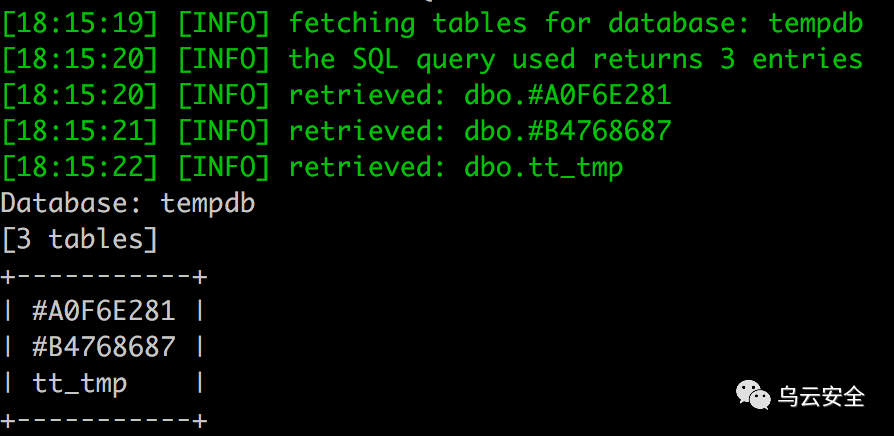 [18:15:19] [INFO] fetching tables for database: tempdb
[18:15:20] [INFO] the SQL query used returns 3 entries
[18:15:20] [INFO] retrieved: dbo.#A0F6E281
[18:15:21] [INFO] retrieved: dbo.#B4768687
[18:15:22] [INFO] retrieved: dbo.tt_tmp
Database: tempdb
[3 tables]
+-----------+
| #A0F6E281 |
| #B4768687 |
| tt_tmp    |
+-----------+
乌云安全